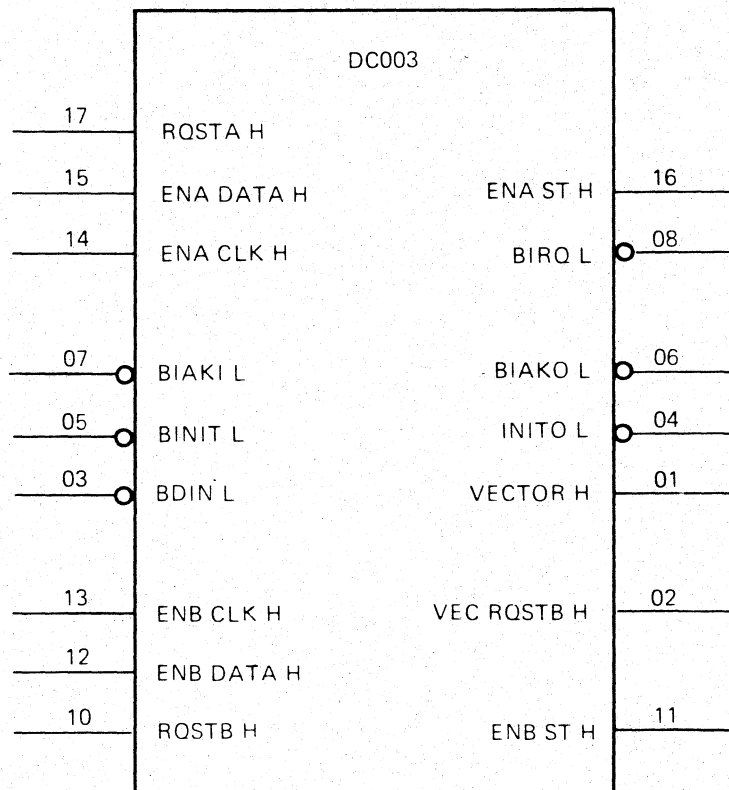 DC003
17 RQSTA H
15 ENA DATA H ENA ST H 16
14 ENA CLK H BIRQ L 08
07 BIAKI L BIAKO L 06
05 BINIT L INITO L 04
03 BDIN L VECTOR H 01
13 ENB CLK H VEC RQSTB H 02
12 ENB DATA H
10 RQSTB H ENB ST H 11